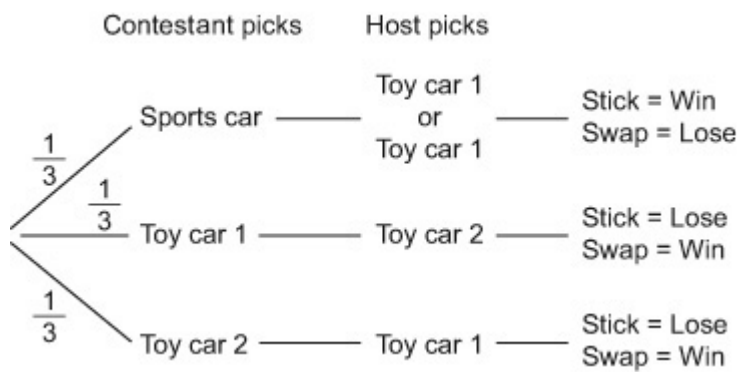 Contestant picks Host picks
Toy car 1
Sports car or Stick = Win
Toy car 1 Swap = Lose
1
3
1
3
Toy car 1 Toy car 2 Stick = Lose
Swap = Win
1
3
Toy car 2 Toy car 1 Stick = Lose
Swap = Win